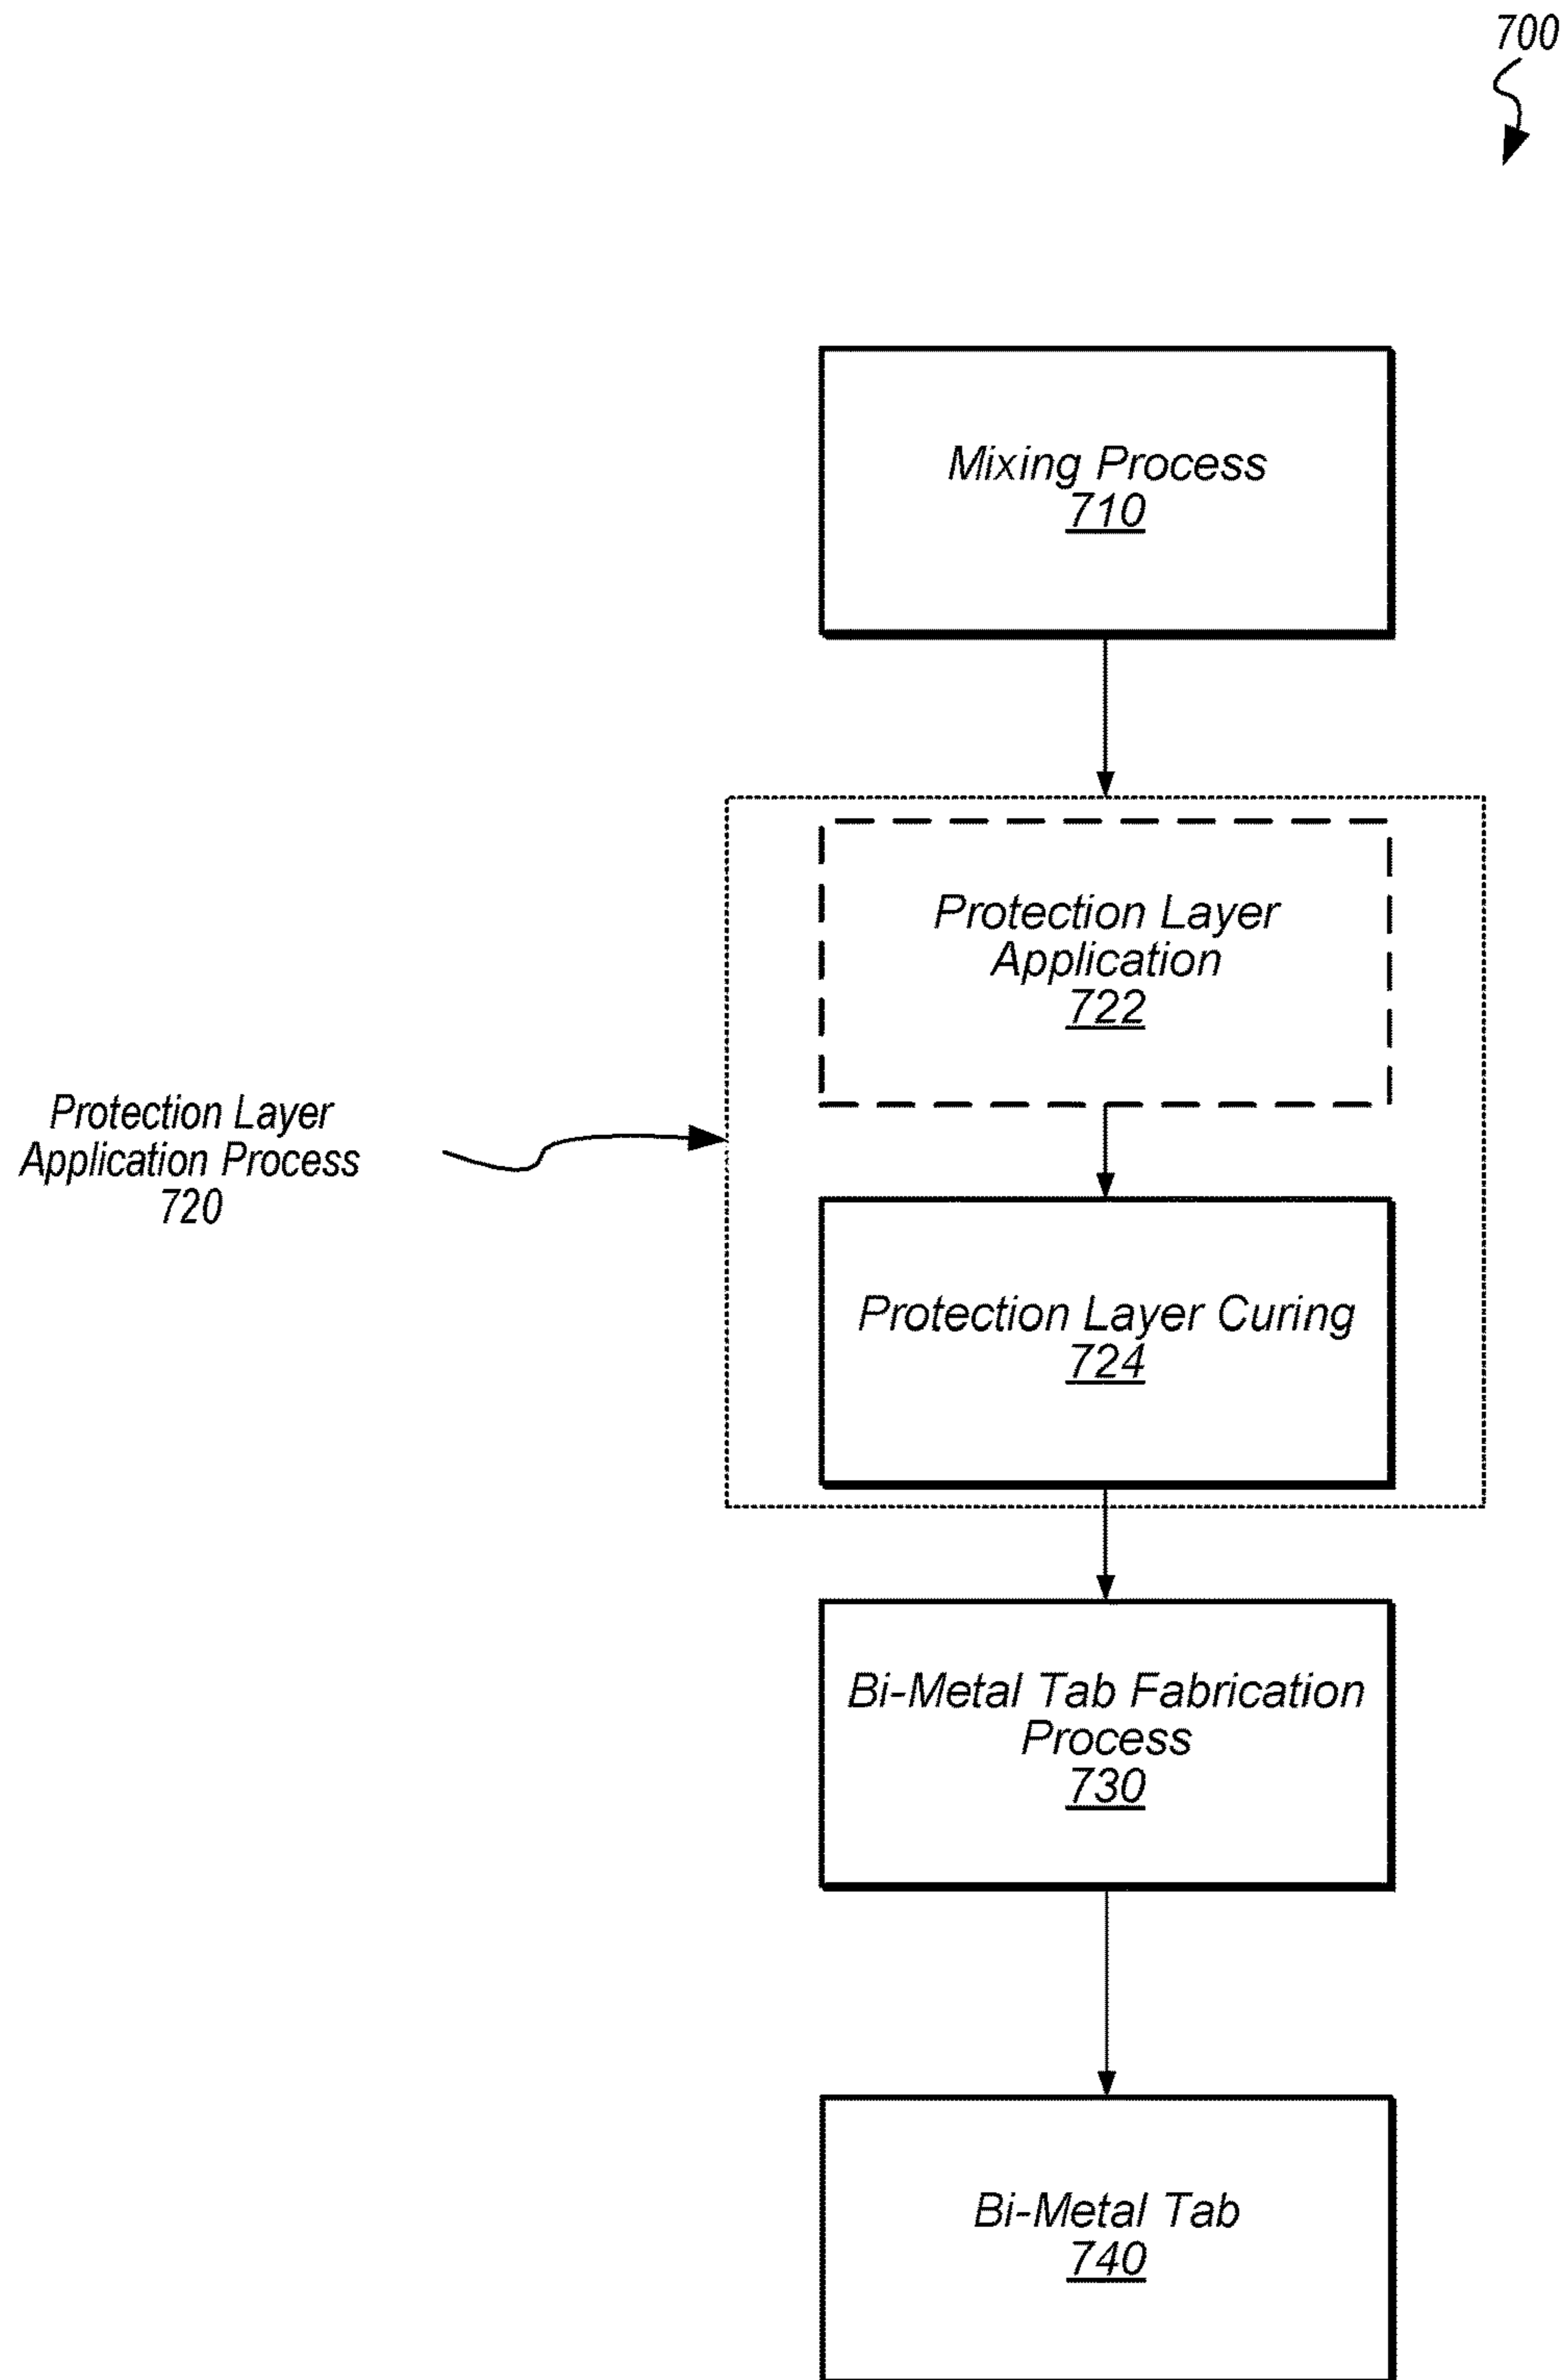 700
Mixing Process
710
Protection Layer
Application
722
Protection Layer
Application Process
720
Protection Layer Curing
724
Bi-Metal Tab Fabrication
Process
730
Bi-Metal Tab
740